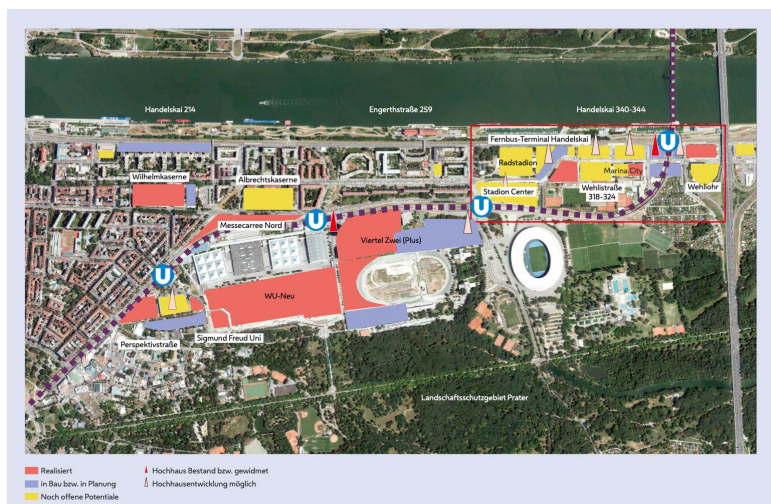 Handelskai 214
Engerthstraße 259
Handelskai 340-344
Fernbus-Terminal Handelskai
U
Radstadion
Wilhelmkaserne
Albrechtskaserne
Marina City
Wehlistraße
318-324
Wehliohr
Stadion Center
U
Messecarree Nord
U
Viertel Zwei (Plus)
U
WU-Neu
Sigmund Freud Uni
Perspektivstraße
Landschaftsschutzgebiet Prater
Realisiert
in Bau bzw. in Planung
Noch offene Potentiale
Hochhaus Bestand bzw. gewidmet
Hochhausentwicklung möglich